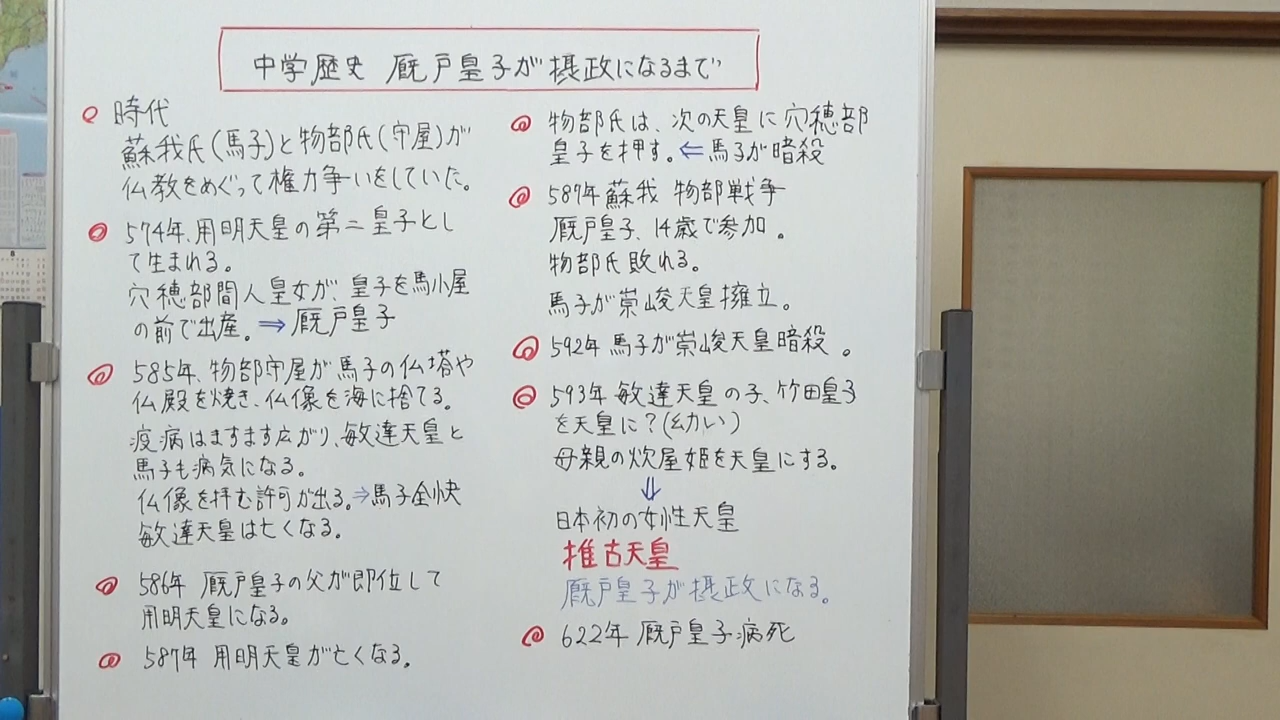 中学歴史 厩戸皇子が摂政になるまで
時代
蘇我氏(馬子)と物部氏(守屋)が
仏教をめぐって権力争いをしていた。
574年、用明天皇の第二皇子とし
て生まれる。
穴穂部間人皇女が、皇子を馬小屋
の前で出産。⇒厩戸皇子
585年、物部守屋が馬子の仏塔や
仏殿を焼き、仏像を海に捨てる。
疫病はますます広がり、敏達天皇と
馬子も病気になる。
仏像を拝む許可が出る。⇒馬子全快
敏達天皇は亡くなる。
586年 厩戸皇子の父が即位して
用明天皇になる。
587年 用明天皇が亡くなる。
物部氏は、次の天皇に穴穂部
皇子を押す。⇐馬子が暗殺
587年蘇我 物部戦争
厩戸皇子、14歳で参加。
物部氏敗れる。
馬子が崇峻天皇擁立。
592年 馬子が崇峻天皇暗殺。
593年 敏達天皇の子、竹田皇子
を天皇に?(幼い)
母親の炊屋姫を天皇にする。
⇓
日本初の女性天皇
推古天皇
厩戸皇子が摂政になる。
622年 厩戸皇子病死